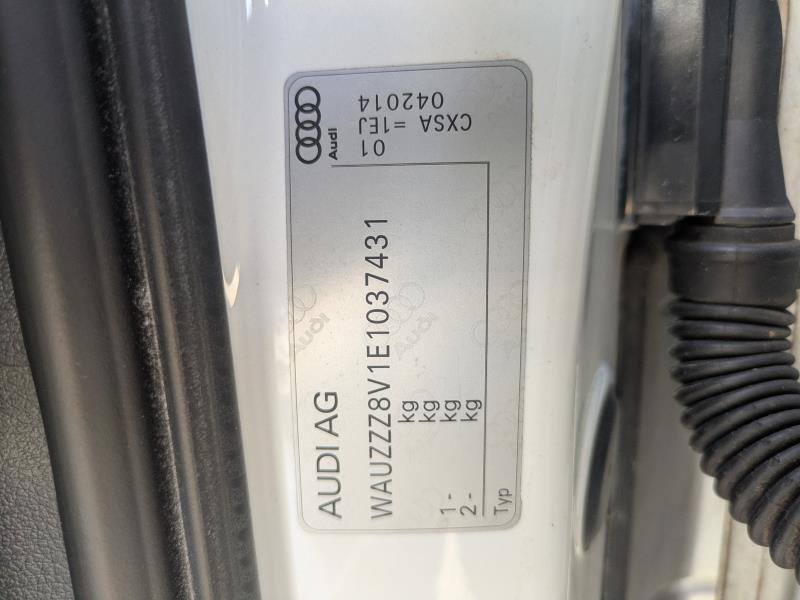 AUDI AG
Audi
WAUZZZ8V1E1037431
kg
kg
1- kg
2- kg
Typ
01
CXSA =1EJ
042014